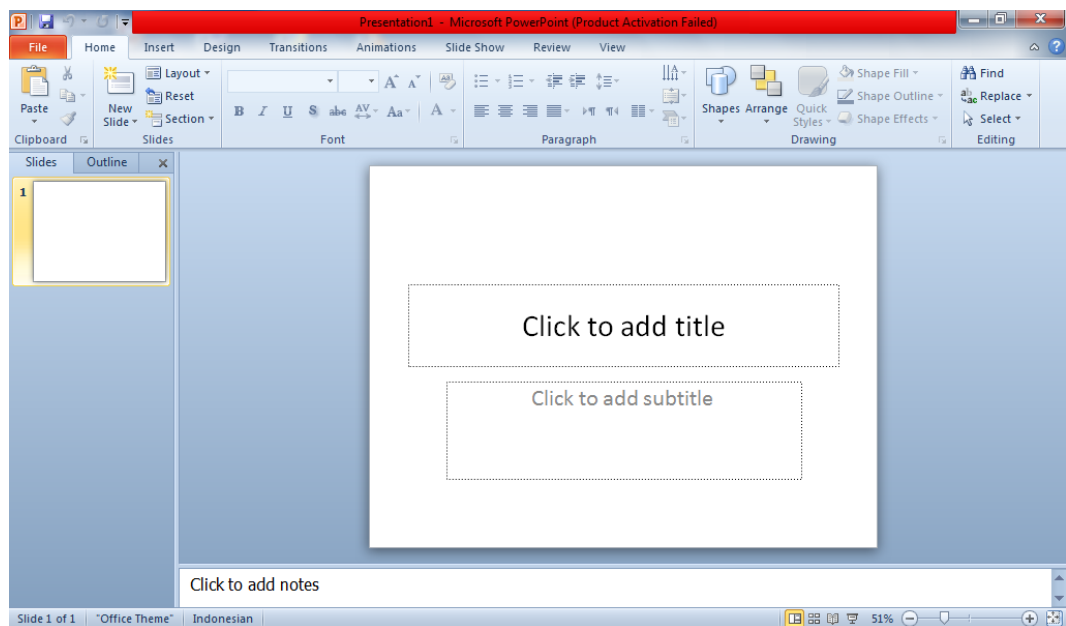 Presentation1 - Microsoft PowerPoint (Product Activation Failed)
File Home Insert Design Transitions Animations Slide Show Review View
Paste
Clipboard
New Slide
Layout
Reset
Section
Slides
B I U S abc AV Aa A
Font
Paragraph
Shapes Arrange Quick Styles
Shape Fill
Shape Outline
Shape Effects
Drawing
Find
Replace
Select
Editing
Slides Outline
1
Click to add title
Click to add subtitle
Click to add notes
Slide 1 of 1 "Office Theme" Indonesian 51%